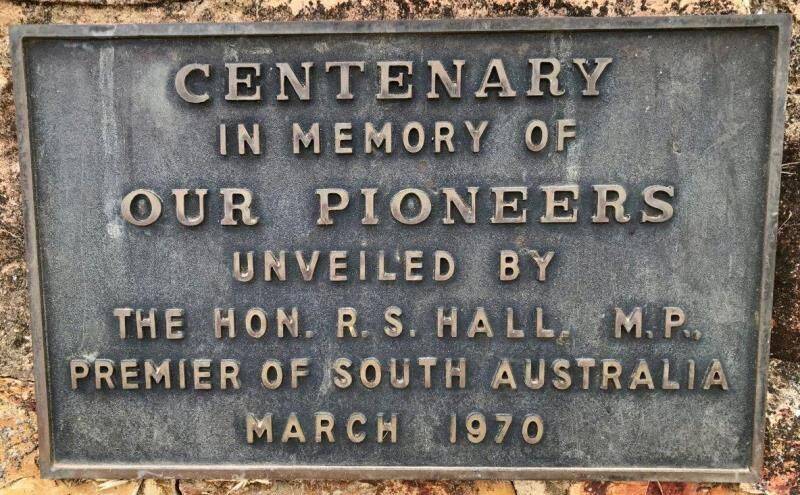 CENTENARY
IN MEMORY OF
OUR PIONEERS
UNVEILED BY
THE HON. R. S. HALL. M.P.,
PREMIER OF SOUTH AUSTRALIA
MARCH 1970